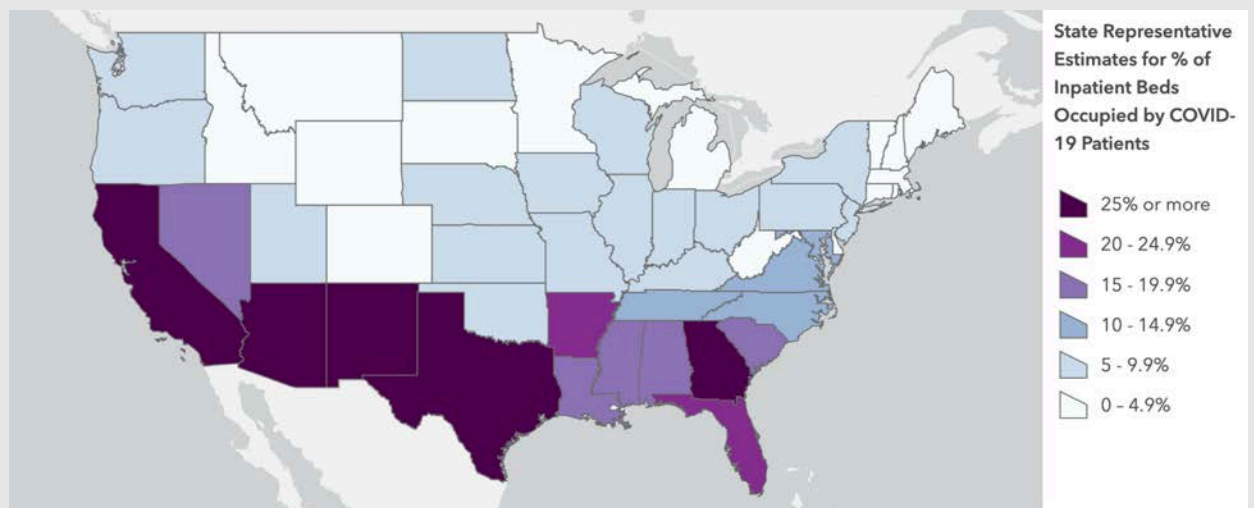 State Representative
Estimates for % of
Inpatient Beds
Occupied by COVID-
19 Patients
25% or more
20 - 24.9%
15 - 19.9%
10 - 14.9%
5 - 9.9%
0 - 4.9%